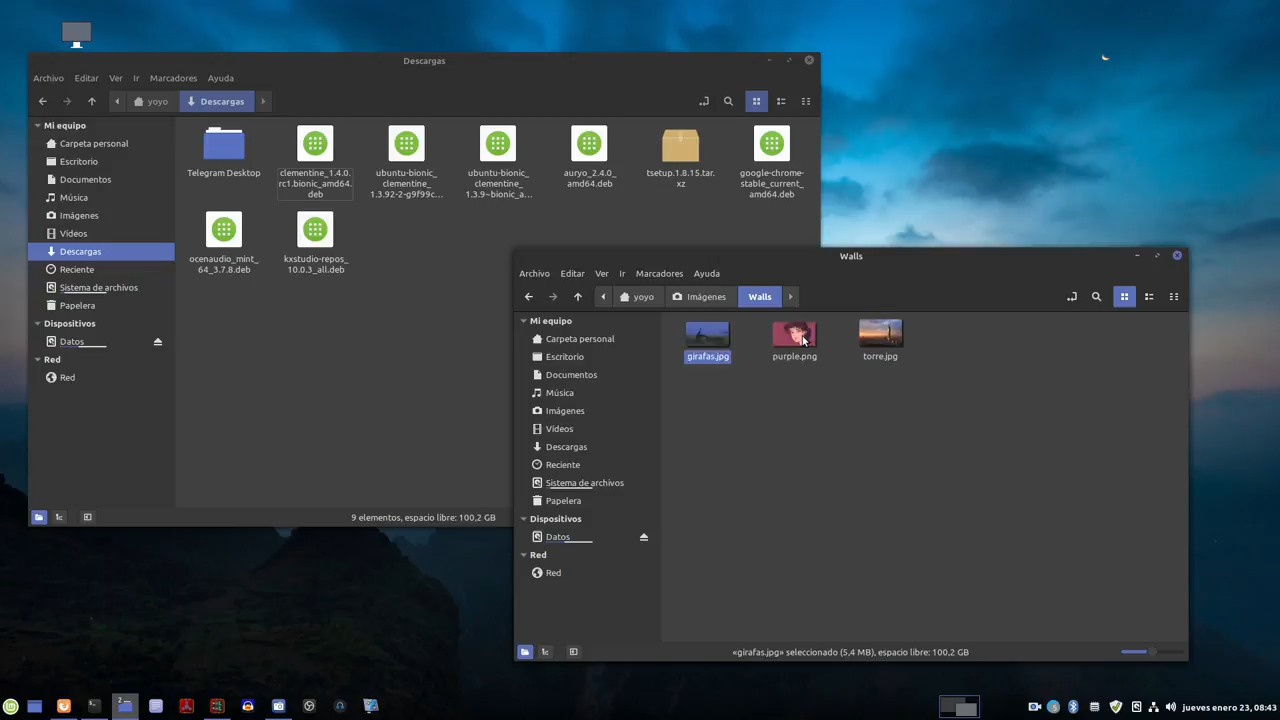 Descargas
Archivo Editar Ver Ir Marcadores Ayuda
yoyo Descargas
Mi equipo
Carpeta personal
Escritorio
Documentos
Música
Imágenes
Vídeos
Descargas
Reciente
Sistema de archivos
Papelera
Dispositivos
Datos
Red
Red
Telegram Desktop
clementine_1.4.0.
rc1.bionic_amd64.
deb
ubuntu-bionic_
clementine_
1.3.92-2-g9f99c...
ubuntu-bionic_
clementine_
1.3.9~bionic_a...
auryo_2.4.0_
amd64.deb
tsetup.1.8.15.tar.
xz
google-chrome-
stable_current_
amd64.deb
ocenaudio_mint_
64_3.7.8.deb
kxstudio-repos_
10.0.3_all.deb
9 elementos, espacio libre: 100,2 GB
Walls
Archivo Editar Ver Ir Marcadores Ayuda
yoyo Imágenes Walls
Mi equipo
Carpeta personal
Escritorio
Documentos
Música
Imágenes
Vídeos
Descargas
Reciente
Sistema de archivos
Papelera
Dispositivos
Datos
Red
Red
girafas.jpg
purple.png
torre.jpg
«girafas.jpg» seleccionado (5,4 MB), espacio libre: 100,2 GB
2
jueves enero 23, 08:43